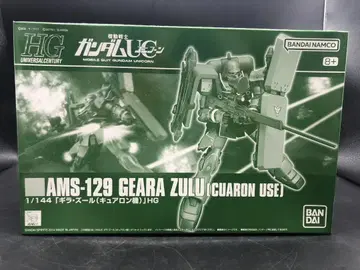 HG
UNIVERSAL CENTURY
機動戦士
ガンダムUC
MOBILE SUIT GUNDAM UNICORN
BANDAI NAMCO
8+
AMS-129 GEARA ZULU (CUARON USE)
1/144「ギラ・ズール(キュアロン機)」HG
BAN
DAI